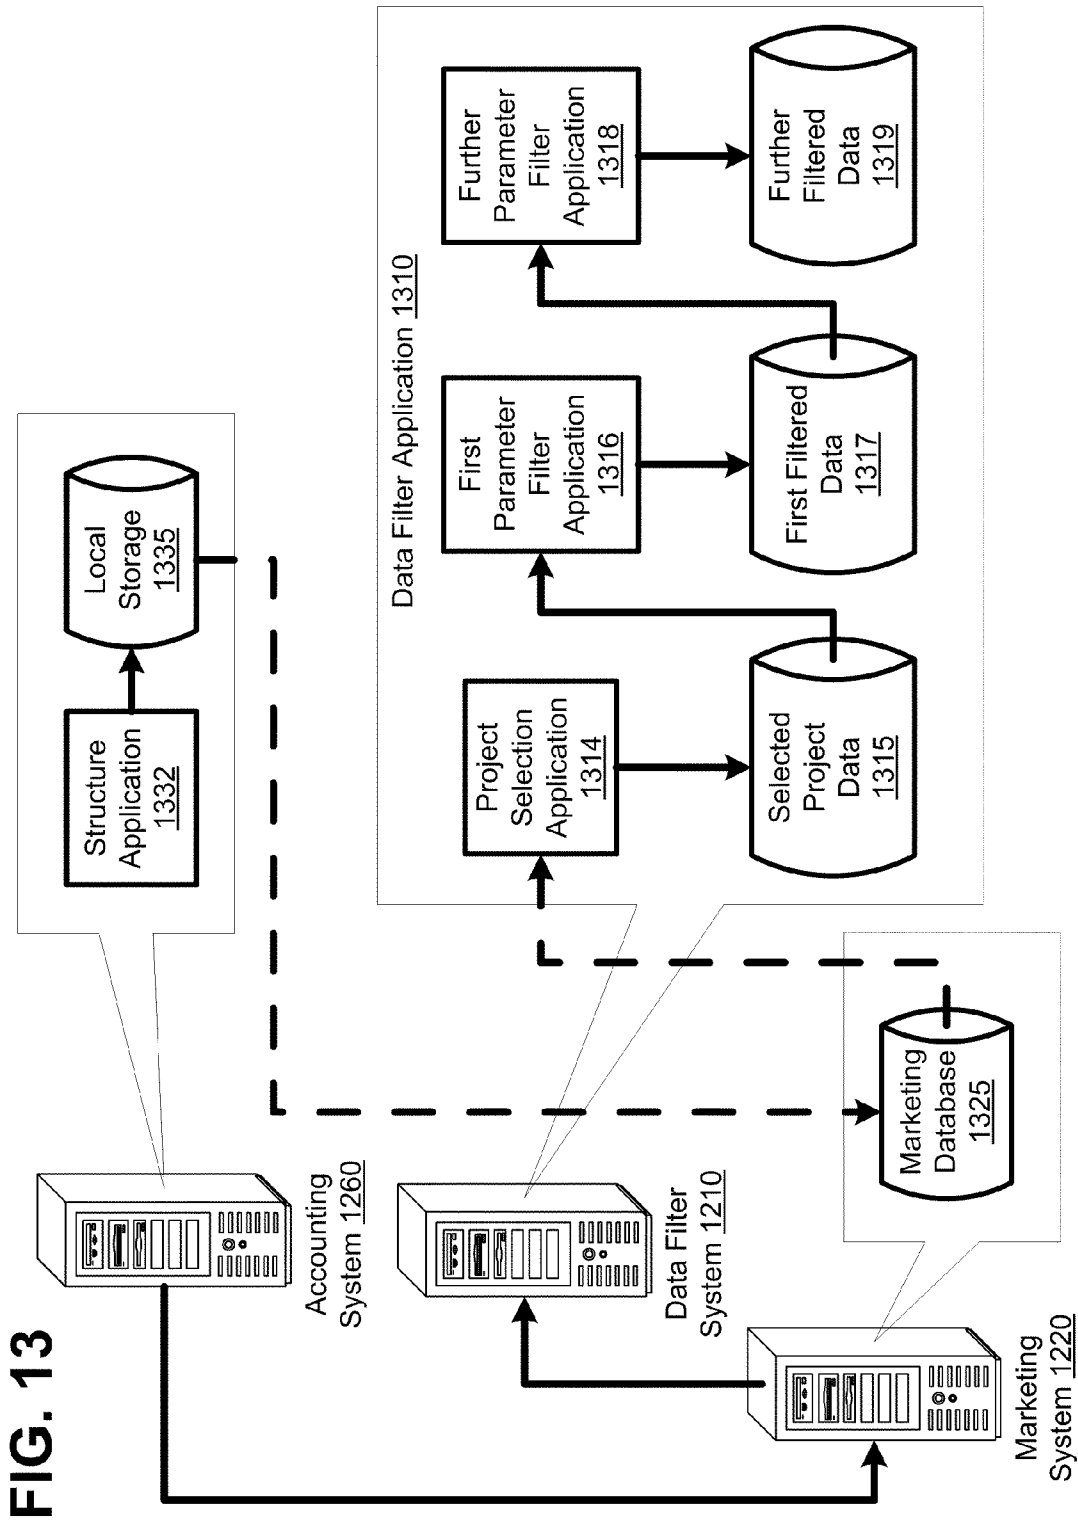 FIG. 13
Accounting
System 1260
Structure
Application
1332
Local
Storage
1335
Data Filter
System 1210
Data Filter Application 1310
Project
Selection
Application
1314
First
Parameter
Filter
Application
1316
Further
Parameter
Filter
Application
1318
Selected
Project
Data
1315
First Filtered
Data
1317
Further
Filtered
Data
1319
Marketing
System 1220
Marketing
Database
1325